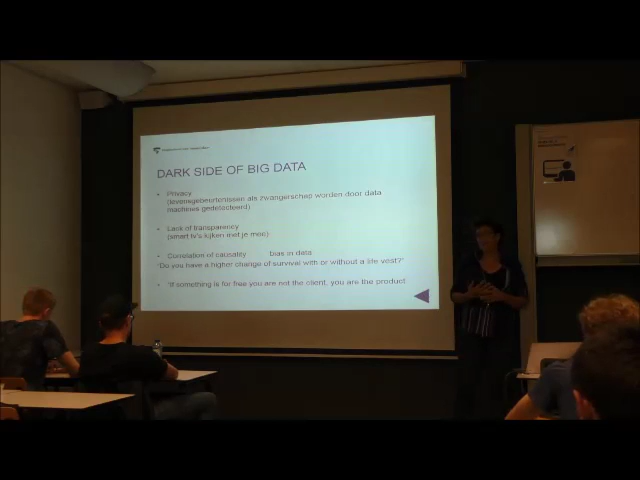 DARK SIDE OF BIG DATA
• Privacy
(levensgebeurtenissen als zwangerschap worden door data
machines gedetecteerd)
• Lack of transparency
(smart tv's kijken met je mee)
• Correlation of causality bias in data
"Do you have a higher change of survival with or without a life vest?"
• "If something is for free you are not the client, you are the product